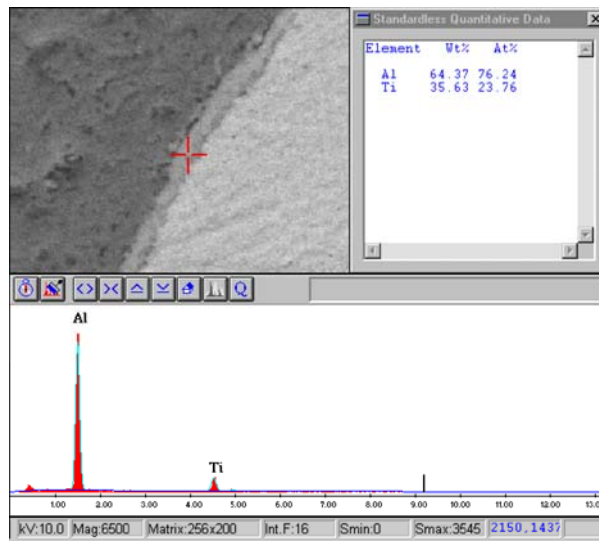 Standardless Quantitative Data
Element Wt% At%
Al 64.37 76.24
Ti 35.63 23.76
Q
Al
Ti
1.00 2.00 3.00 4.00 5.00 6.00 7.00 8.00 9.00 10.00 11.00 12.00 13.0
kV:10.0 Mag:6500 Matrix:256x200 Int.F:16 Smin:0 Smax:3545 2150,1437